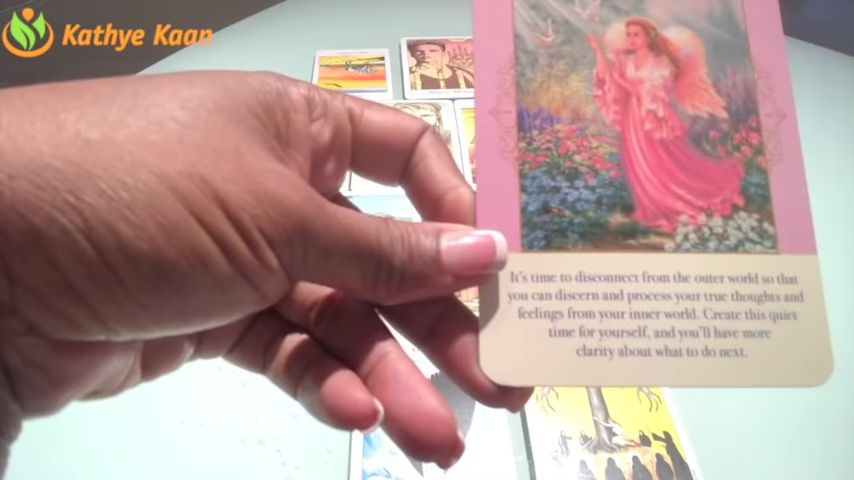 Kathye Kaan
It's time to disconnect from the outer world so that
you can discern and process your true thoughts and
feelings from your inner world. Create this quiet
time for yourself, and you'll have more
clarity about what to do next.